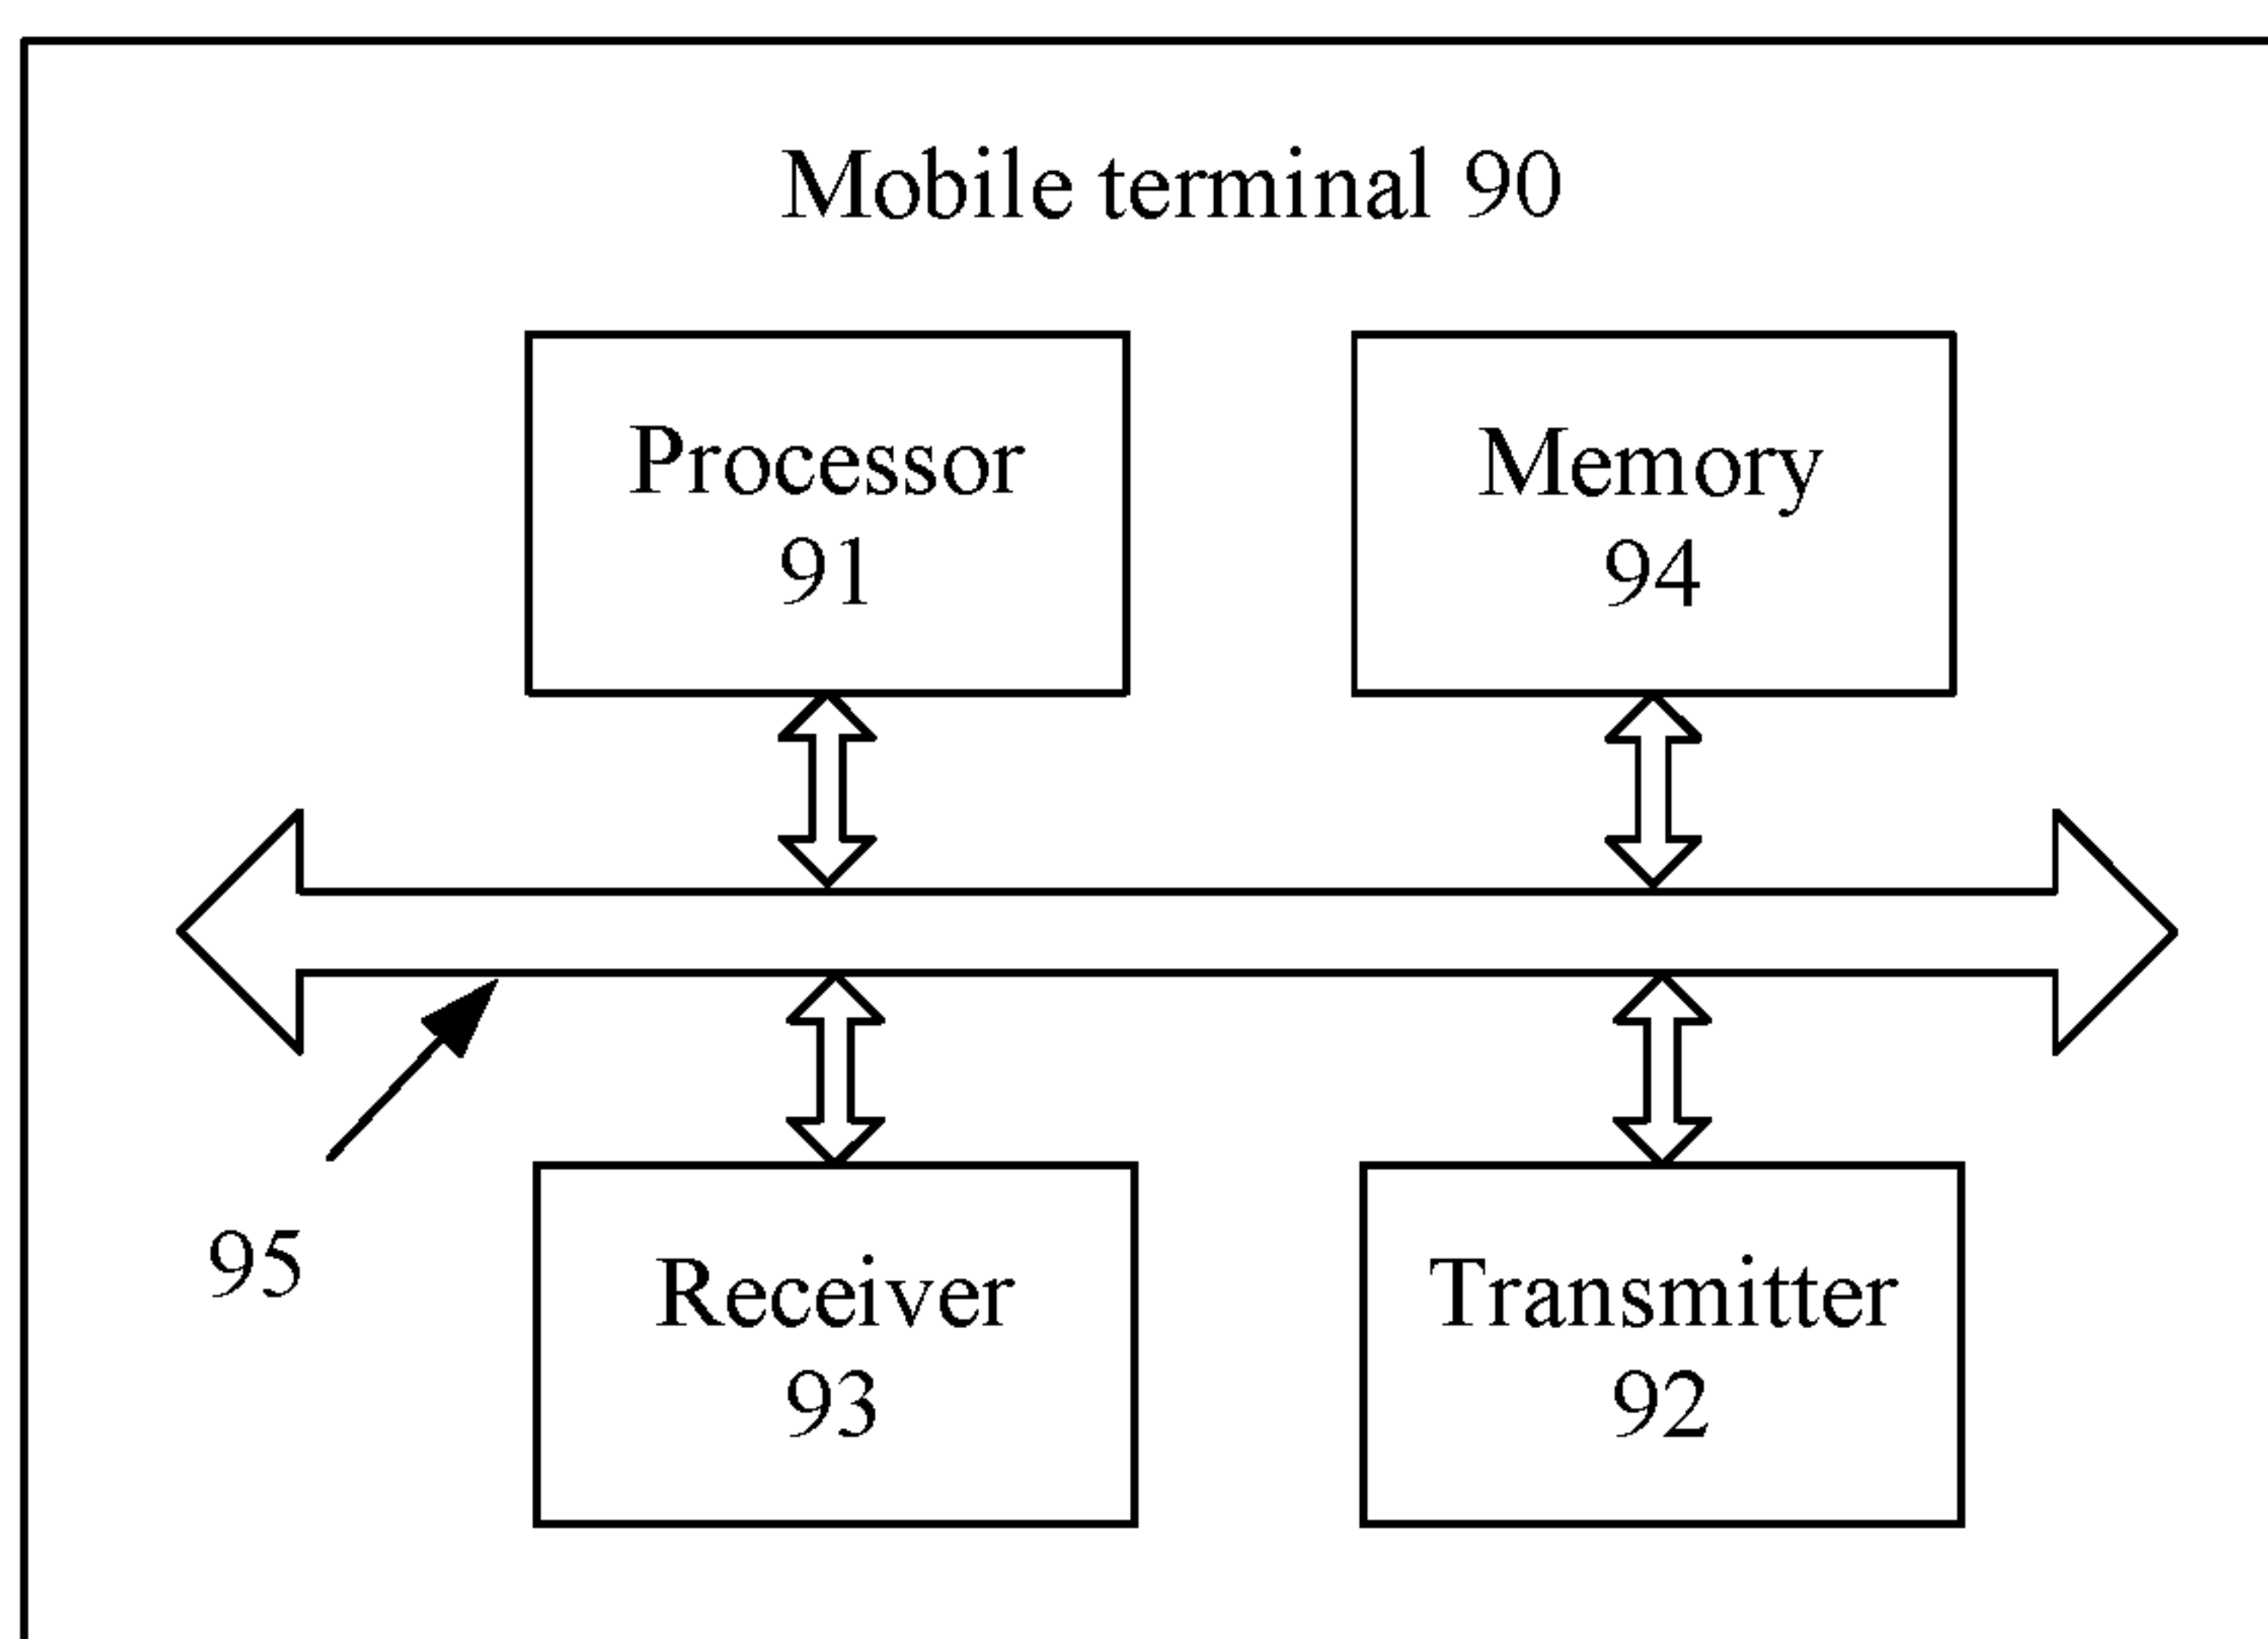 Mobile terminal 90
Processor
91
Memory
94
95
Receiver
93
Transmitter
92